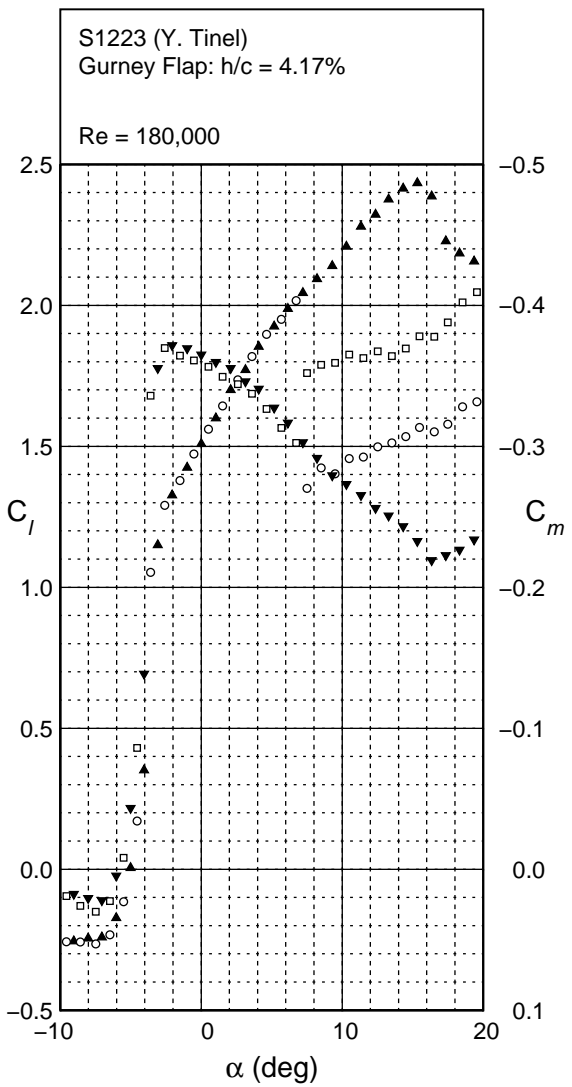 S1223 (Y. Tinel)
Gurney Flap: h/c = 4.17%
Re = 180,000
2.5
2.0
1.5
1.0
0.5
0.0
−0.5
C_l
−0.5
−0.4
−0.3
−0.2
−0.1
0.0
0.1
C_m
−10 0 10 20
α (deg)